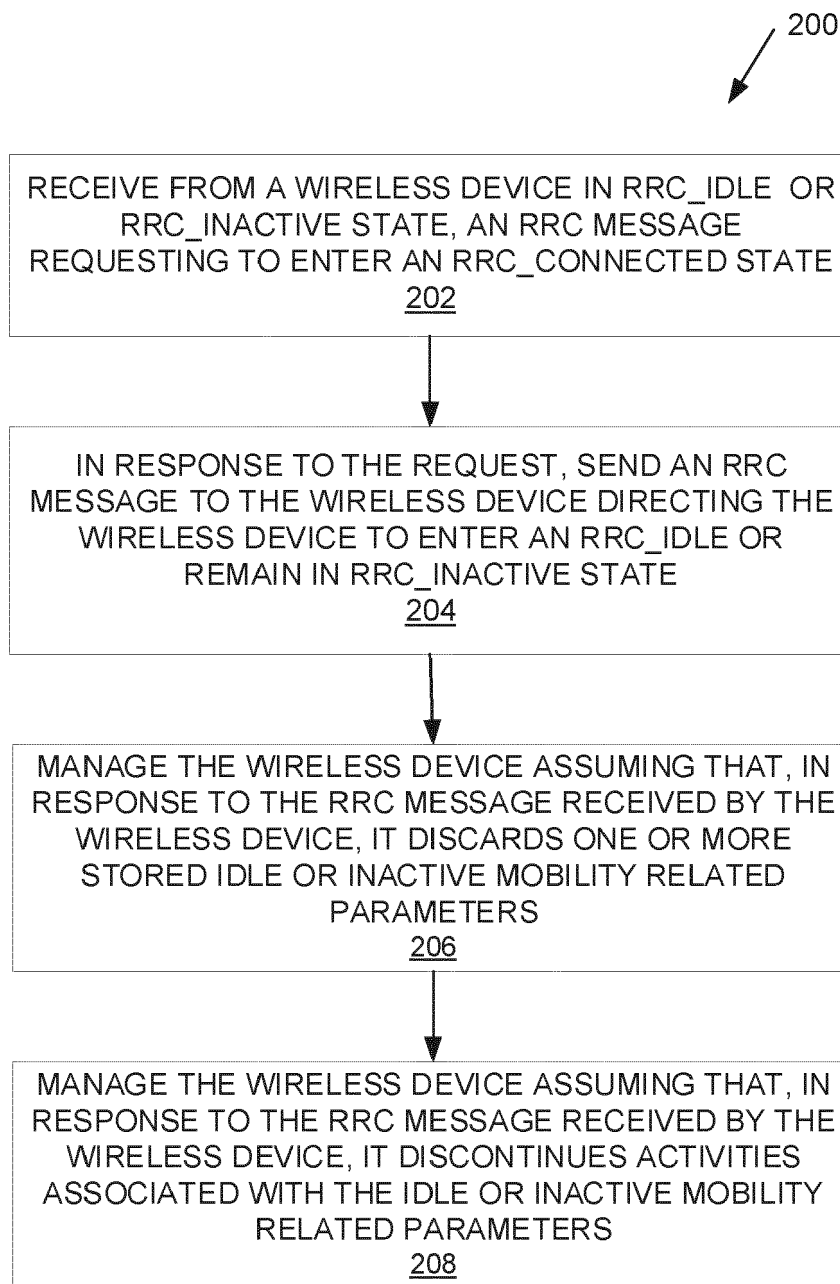 200
RECEIVE FROM A WIRELESS DEVICE IN RRC_IDLE OR
RRC_INACTIVE STATE, AN RRC MESSAGE
REQUESTING TO ENTER AN RRC_CONNECTED STATE
202
IN RESPONSE TO THE REQUEST, SEND AN RRC
MESSAGE TO THE WIRELESS DEVICE DIRECTING THE
WIRELESS DEVICE TO ENTER AN RRC_IDLE OR
REMAIN IN RRC_INACTIVE STATE
204
MANAGE THE WIRELESS DEVICE ASSUMING THAT, IN
RESPONSE TO THE RRC MESSAGE RECEIVED BY THE
WIRELESS DEVICE, IT DISCARDS ONE OR MORE
STORED IDLE OR INACTIVE MOBILITY RELATED
PARAMETERS
206
MANAGE THE WIRELESS DEVICE ASSUMING THAT, IN
RESPONSE TO THE RRC MESSAGE RECEIVED BY THE
WIRELESS DEVICE, IT DISCONTINUES ACTIVITIES
ASSOCIATED WITH THE IDLE OR INACTIVE MOBILITY
RELATED PARAMETERS
208